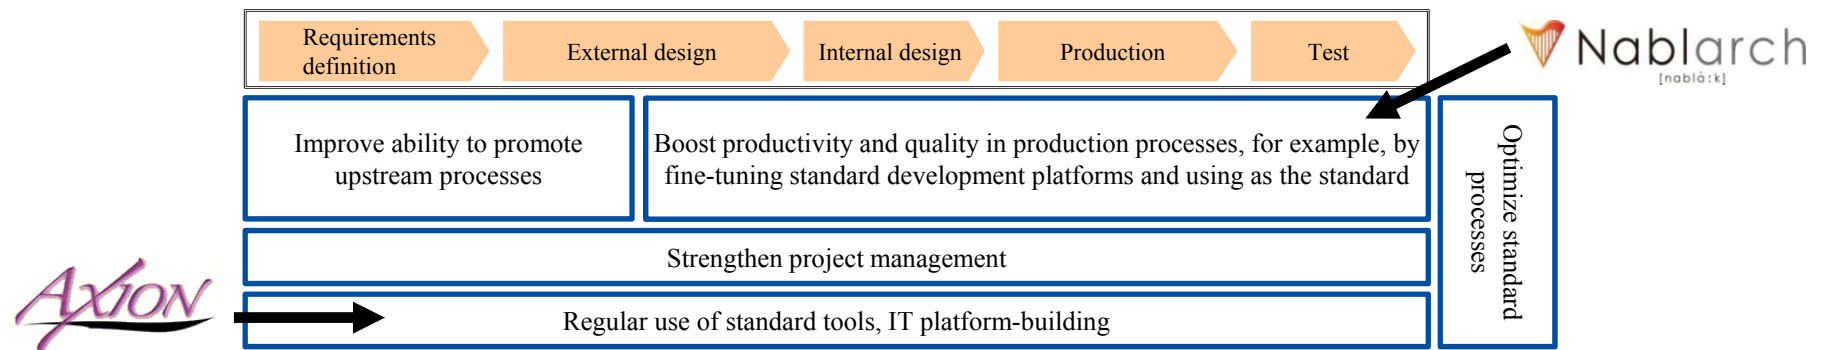 Requirements
definition
External design
Internal design
Production
Test
Nablarch
[nablá:k]
Improve ability to promote
upstream processes
Boost productivity and quality in production processes, for example, by
fine-tuning standard development platforms and using as the standard
Optimize standard
processes
Strengthen project management
AXION
Regular use of standard tools, IT platform-building